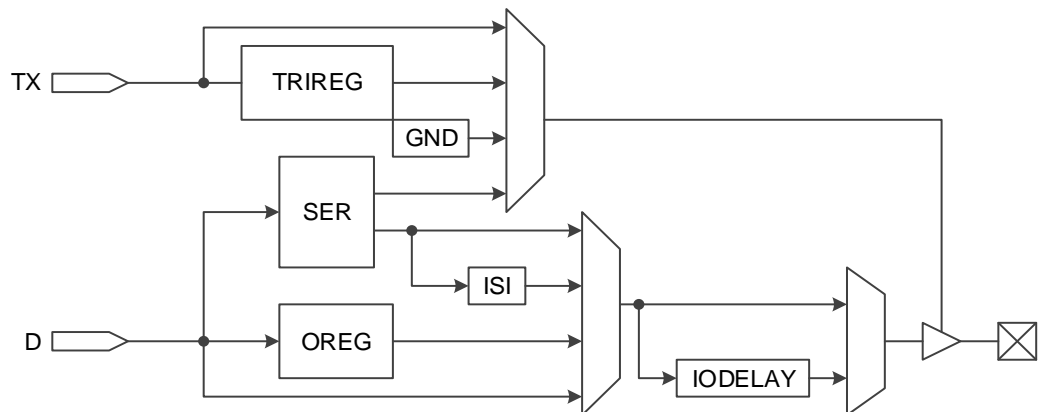 TX
TRIREG
GND
SER
ISI
D
OREG
IODELAY